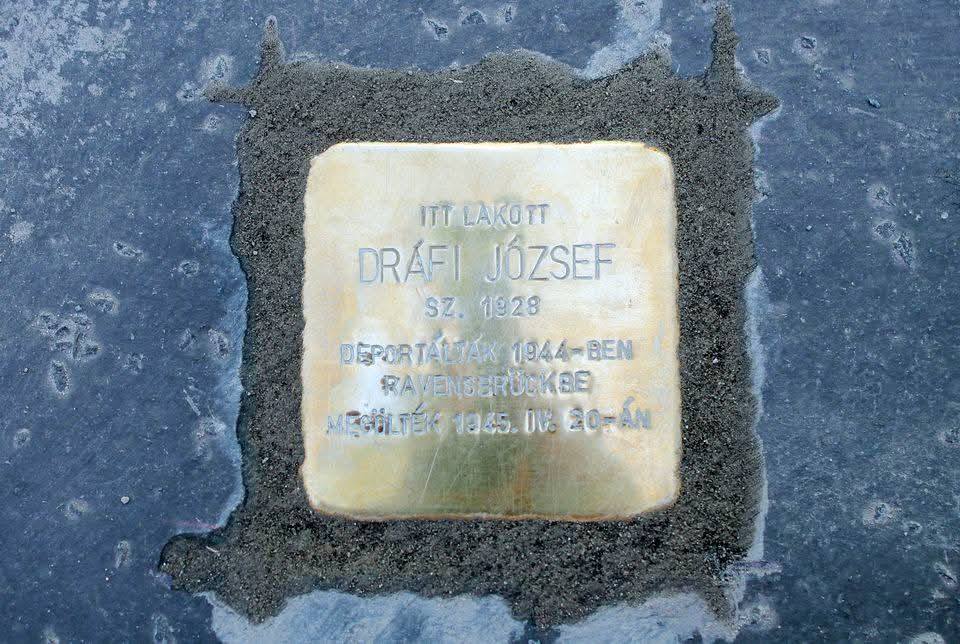 ITT LAKOTT
DRÁFI JÓZSEF
SZ. 1928
DEPORTÁLTÁK 1944-BEN
RAVENSBRÜCKBE
MEGÖLTÉK 1945. IV. 20-ÁN